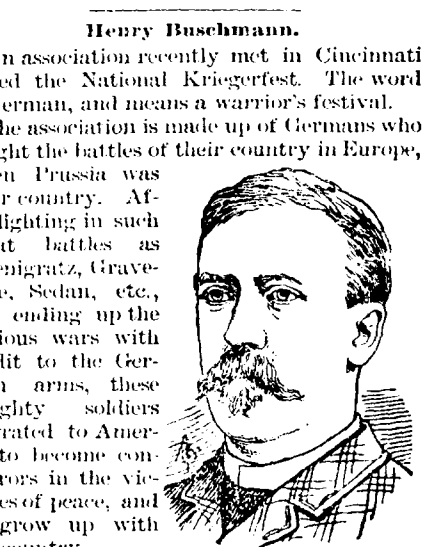 Henry Buschmann.
n association recently met in Cincinnati
ed the National Kriegerfest. The word
erman, and means a warrior's festival.
he association is made up of Germans who
ght the battles of their country in Europe,
en Prussia was
r country. Af-
fighting in such
at battles as
enigratz, Grave-
e, Sedan, etc.,
ending up the
ious wars with
dit to the Ger-
n arms, these
ghty soldiers
grated to Amer-
to become con-
rors in the vic-
es of peace, and
grow up with
country.